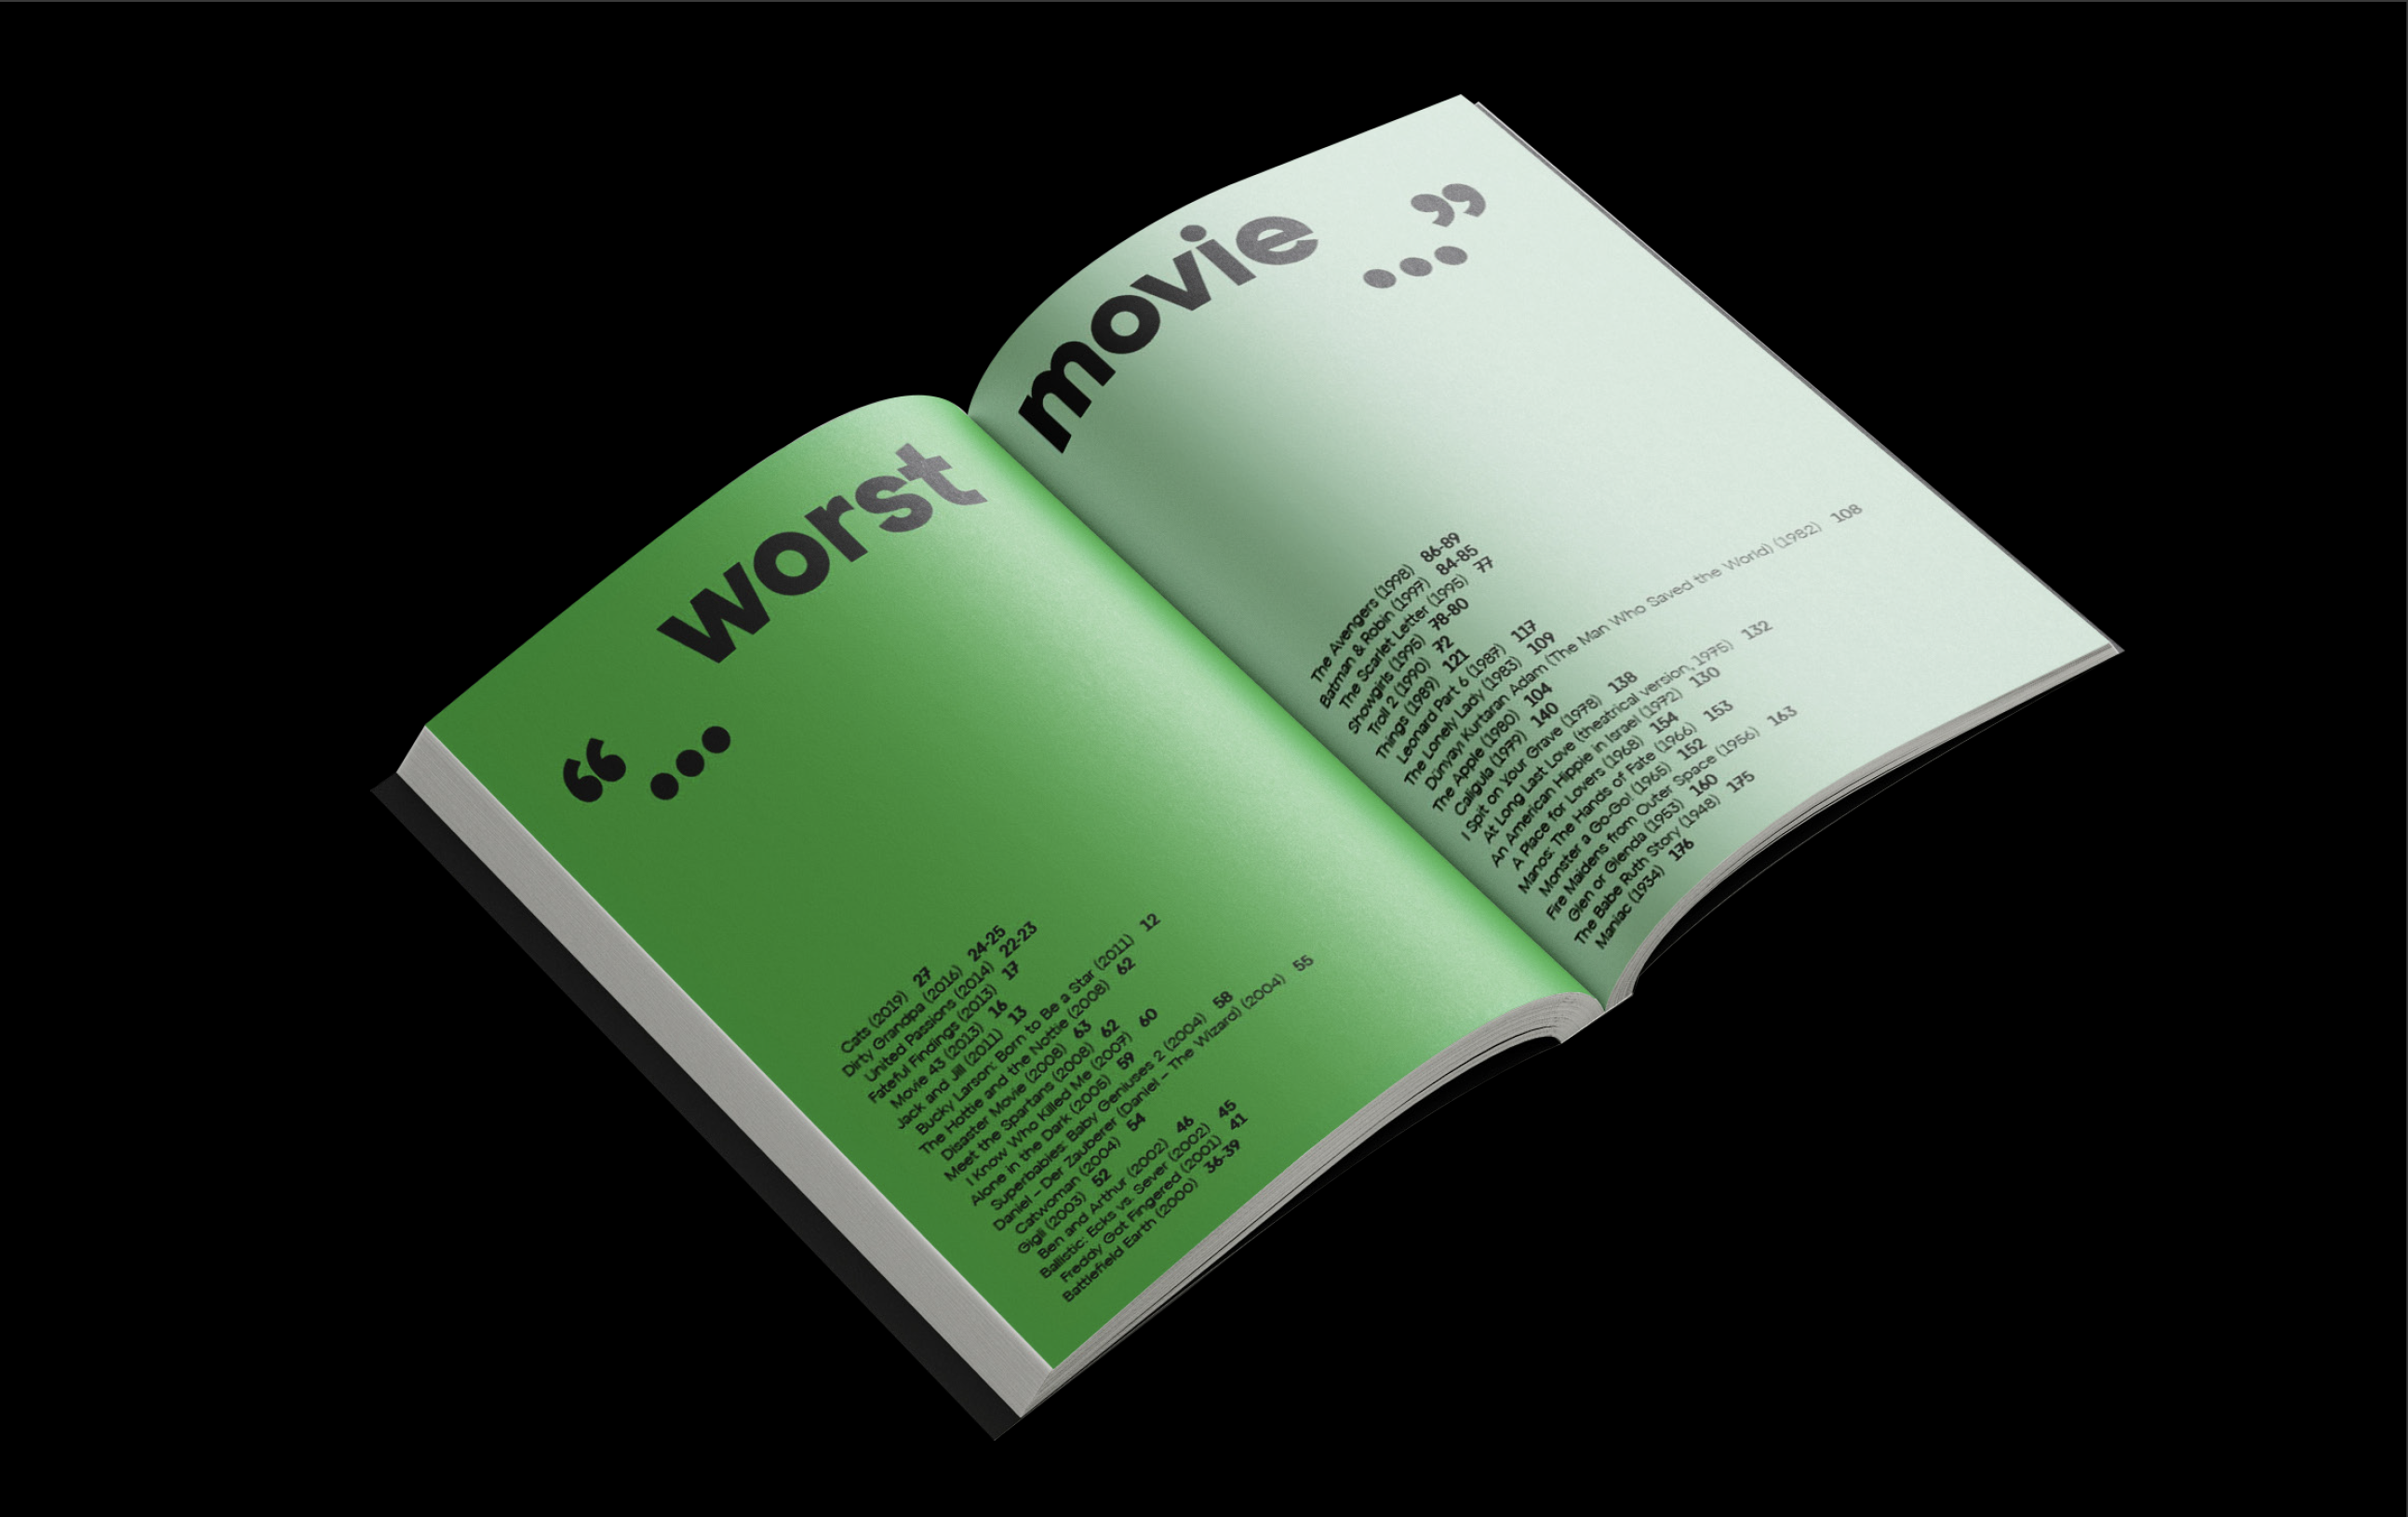 “... worst
Cats (2019) 27
Dirty Grandpa (2016) 24-25
United Passions (2014) 22-23
Fateful Findings (2013) 17
Movie 43 (2013) 16
Jack and Jill (2011) 13
Bucky Larson: Born to Be a Star (2011) 12
The Hottie and the Nottie (2008) 62
Disaster Movie (2008) 63
Meet the Spartans (2008) 62
I Know Who Killed Me (2007) 60
Alone in the Dark (2005) 59
Superbabies: Baby Geniuses 2 (2004) 58
Daniel – Der Zauberer (Daniel – The Wizard) (2004) 55
Catwoman (2004) 54
Gigli (2003) 52
Ben and Arthur (2002) 46
Ballistic: Ecks vs. Sever (2002) 45
Freddy Got Fingered (2001) 41
Battlefield Earth (2000) 36-39
movie ...”
The Avengers (1998) 86-89
Batman & Robin (1997) 84-85
The Scarlet Letter (1995) 77
Showgirls (1995) 78-80
Troll 2 (1990) 72
Things (1989) 121
Leonard Part 6 (1987) 117
The Lonely Lady (1983) 109
Dünyayı Kurtaran Adam (The Man Who Saved the World) (1982) 108
The Apple (1980) 104
Caligula (1979) 140
I Spit on Your Grave (1978) 138
At Long Last Love (theatrical version, 1975) 132
An American Hippie in Israel (1972) 130
A Place for Lovers (1968) 154
Manos: The Hands of Fate (1966) 153
Monster a Go-Go! (1965) 152
Fire Maidens from Outer Space (1956) 163
Glen or Glenda (1953) 160
The Babe Ruth Story (1948) 175
Maniac (1934) 176